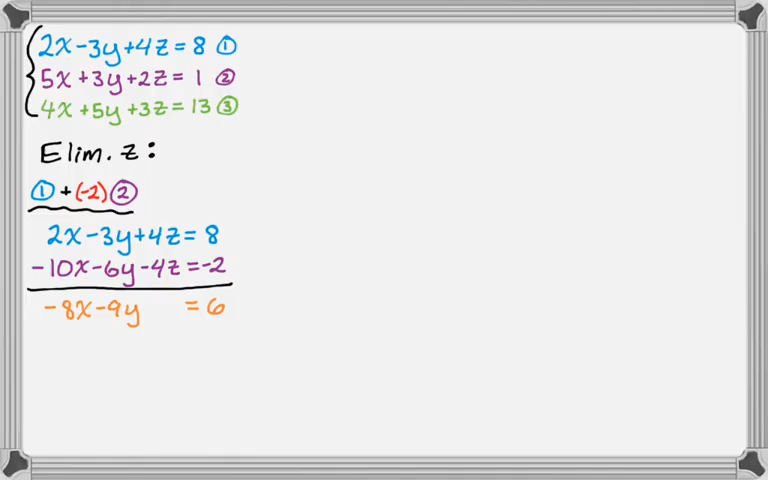 2x-3y+4z=8 ①
5x+3y+2z=1 ②
4x+5y+3z=13 ③
Elim. z:
①+(-2)②
2x-3y+4z=8
-10x-6y-4z=-2
-8x-9y =6